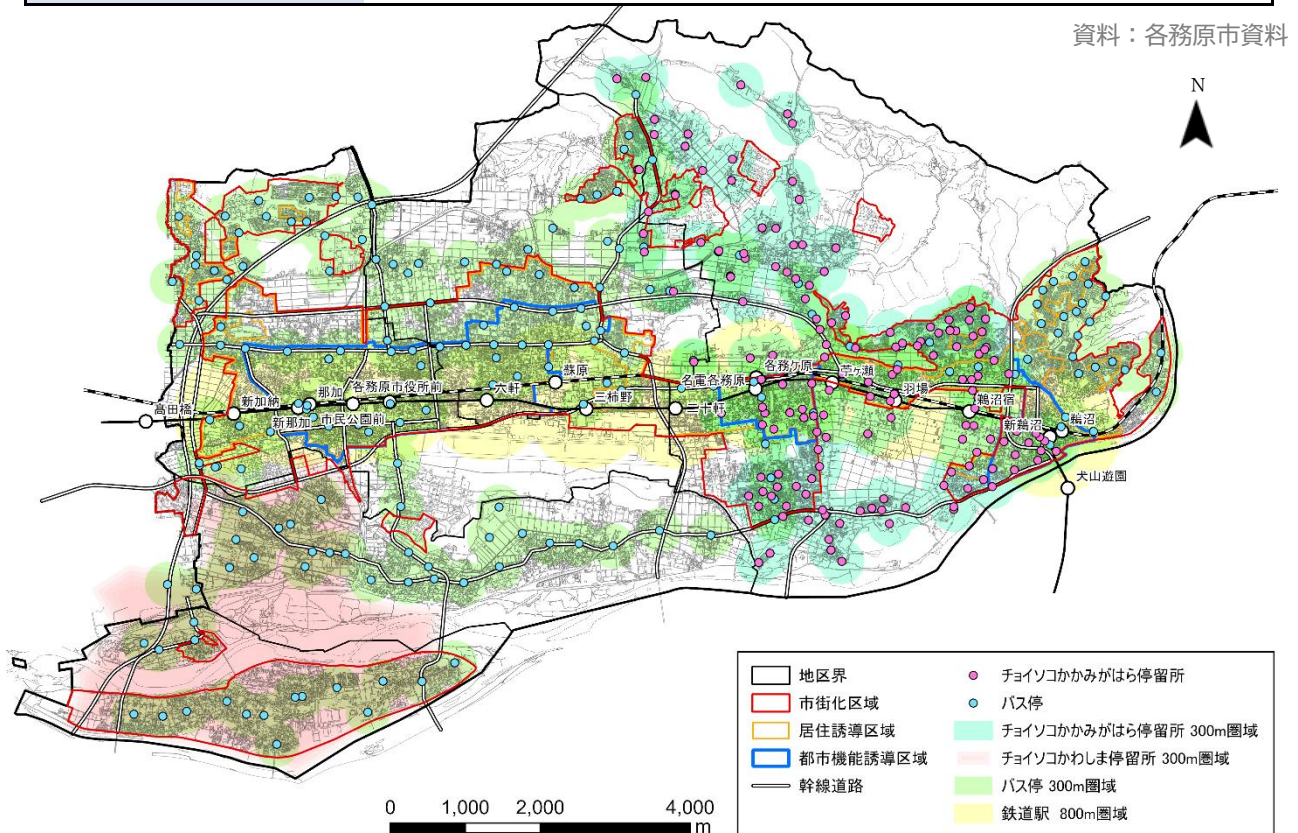 資料：各務原市資料
N
各務原市役所前
蘇原
名電各務原
各務ケ原
苧ヶ瀬
羽場
鵜沼宿
新鵜沼
鵜沼
犬山遊園
高田橋
新加納
那加
新那加
市民公園前
六軒
三柿野
二十軒
地区界
市街化区域
居住誘導区域
都市機能誘導区域
幹線道路
チョイソコかかみがはら停留所
バス停
チョイソコかかみがはら停留所 300m圏域
チョイソコかわしま停留所 300m圏域
バス停 300m圏域
鉄道駅 800m圏域
0 1,000 2,000 4,000
m